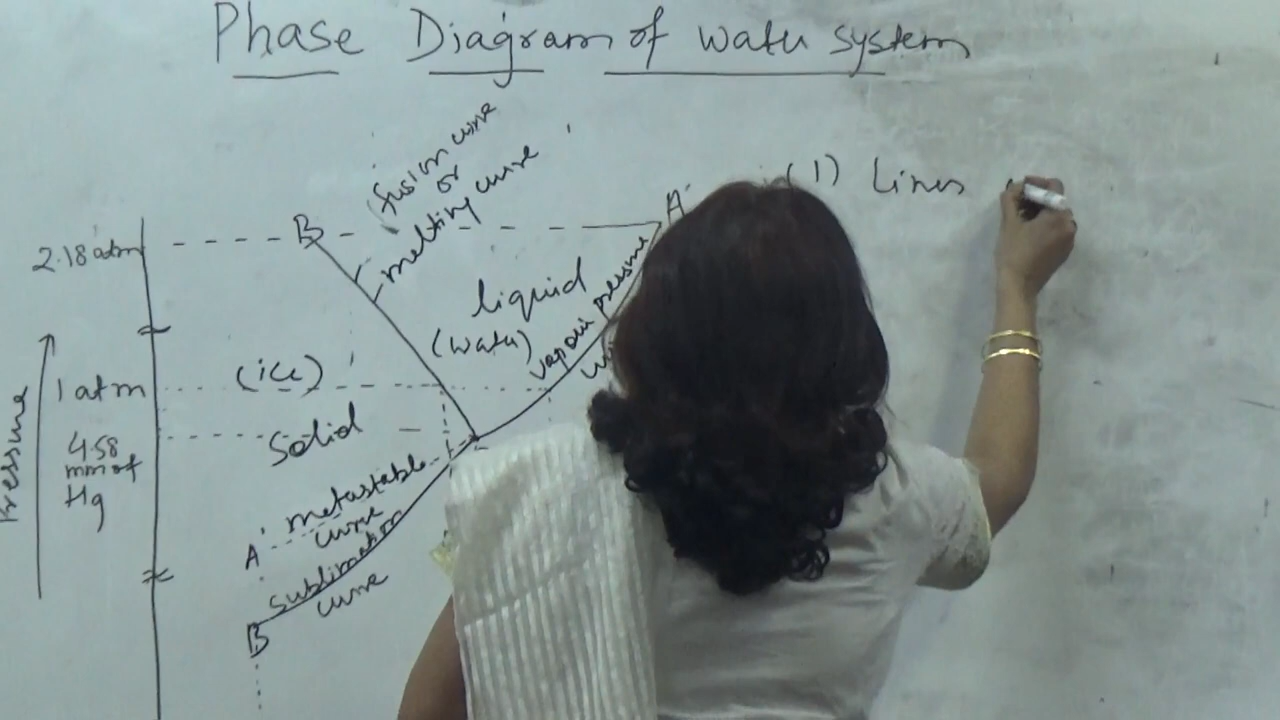 Phase Diagram of water system
(1) Lines
fusion curve
or
melting curve
A
B
2.18 atm
liquid
(water)
vapour pressure
(ice)
1 atm
Solid
4.58
mm of
Hg
Pressure
metastable
curve
A'
sublimation
curve
B